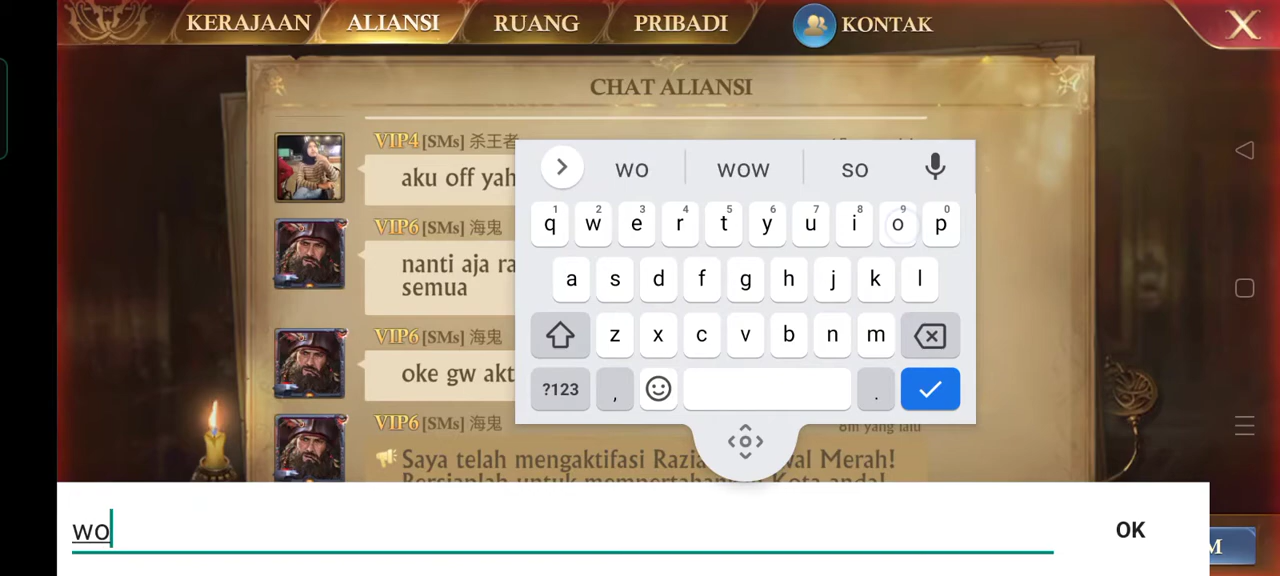 KERAJAAN ALIANSI RUANG PRIBADI KONTAK X
CHAT ALIANSI
VIP4 [SMs] 杀王者
aku off yah
VIP6 [SMs] 海鬼
nanti aja ra
semua
VIP6 [SMs] 海鬼
oke gw akt
VIP6 [SMs] 海鬼
8m yang lalu
Saya telah mengaktifasi Razia
al Merah!
wo wow so
1 2 3 4 5 6 7 8 9 0
q w e r t y u i o p
a s d f g h j k l
z x c v b n m
?123 , .
wo
OK
M